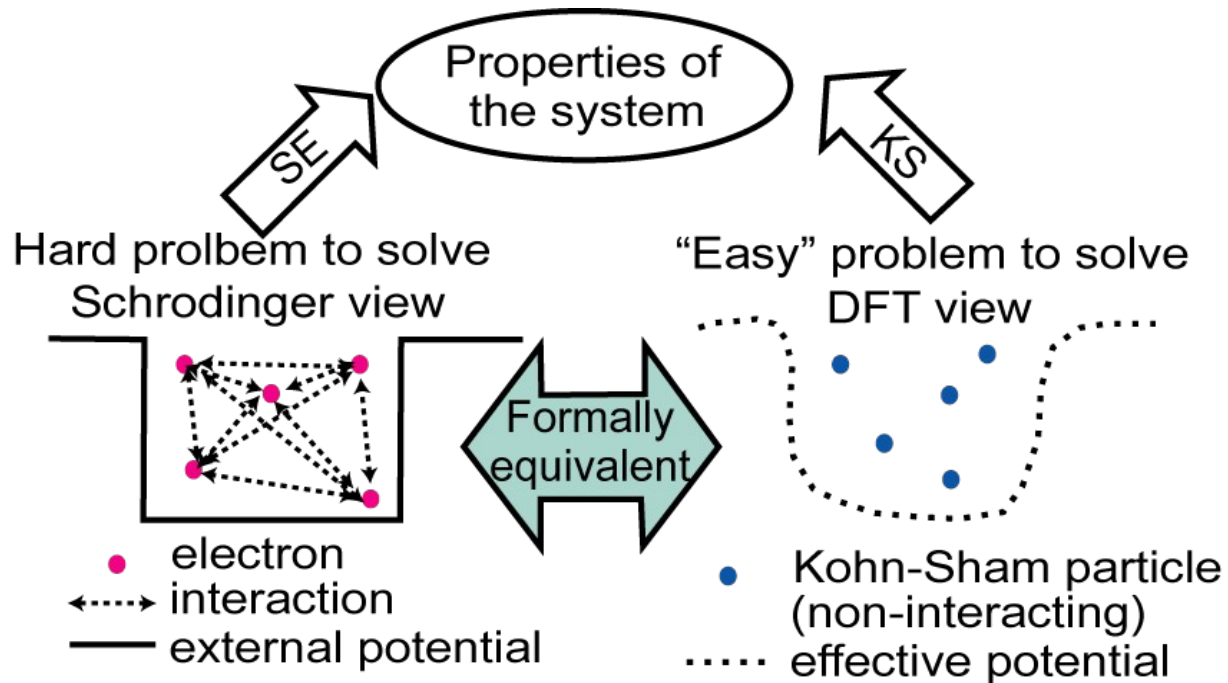 Properties of
the system
SE
KS
Hard prolbem to solve
Schrodinger view
“Easy” problem to solve
DFT view
Formally
equivalent
electron
interaction
external potential
Kohn-Sham particle
(non-interacting)
effective potential